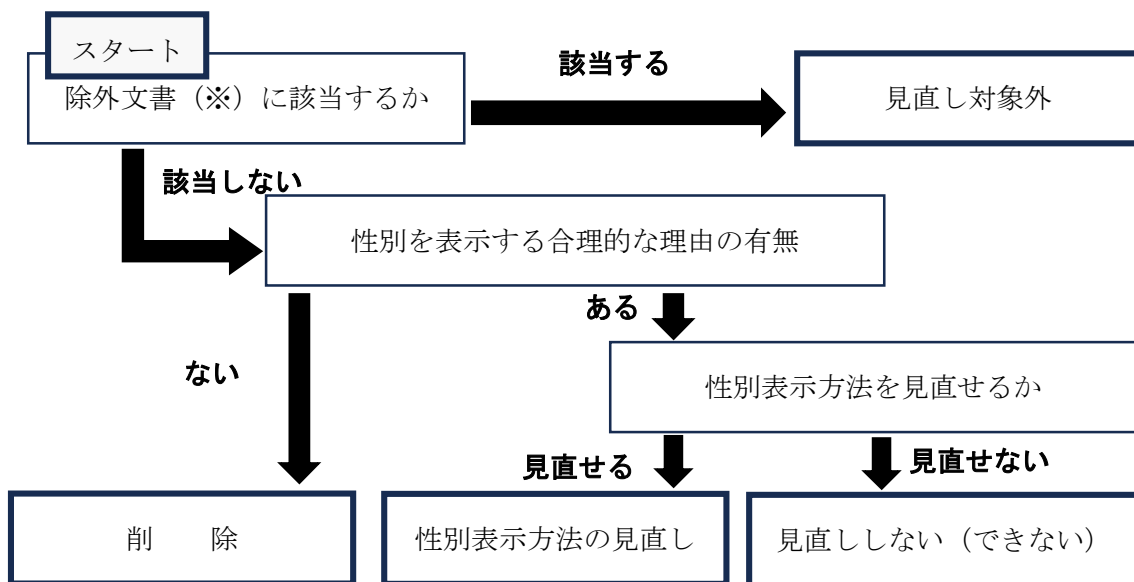 スタート
除外文書（※）に該当するか
該当する
見直し対象外
該当しない
性別を表示する合理的な理由の有無
ある
ない
性別表示方法を見直せるか
見直せる
見直せない
削　　除
性別表示方法の見直し
見直ししない（できない）